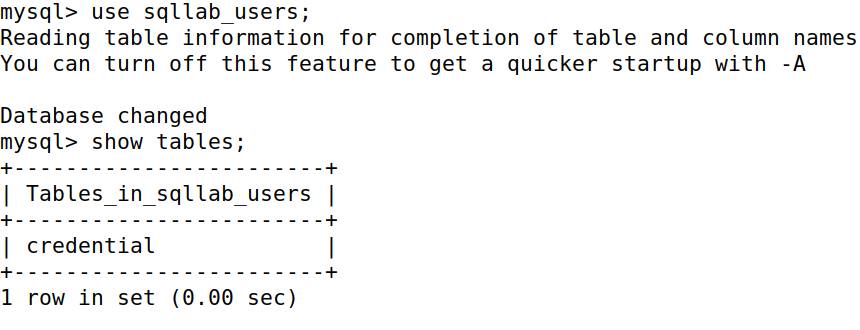 mysql> use sqllab_users;
Reading table information for completion of table and column names
You can turn off this feature to get a quicker startup with -A

Database changed
mysql> show tables;
+------------------------+
| Tables_in_sqllab_users |
+------------------------+
| credential             |
+------------------------+
1 row in set (0.00 sec)